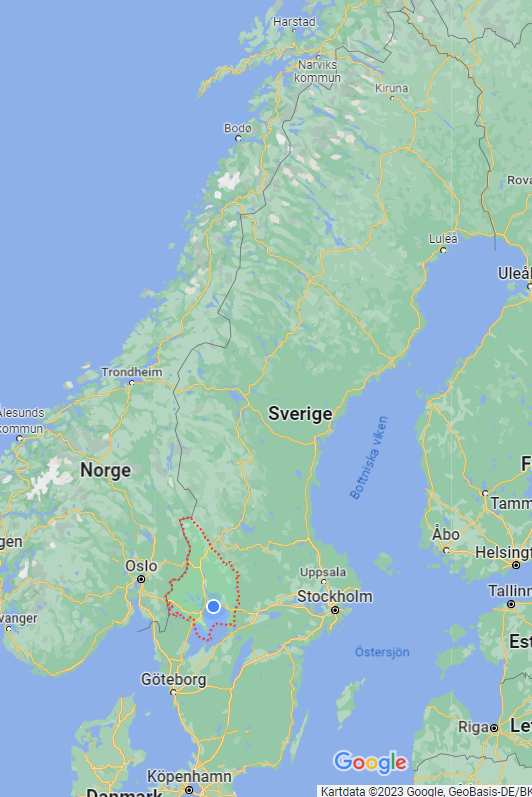 Harstad
Narviks
kommun
Kiruna
Bodø
Rova
Luleå
Uleå
Trondheim
Ålesunds
kommun
Sverige
Bottniska viken
Norge
F
Tamm
gen
Åbo
Helsingf
Oslo
Uppsala
Stockholm
Tallinn
vanger
Est
Östersjön
Göteborg
Riga
Let
Google
Köpenhamn
Danmark
Kartdata ©2023 Google, GeoBasis-DE/BK